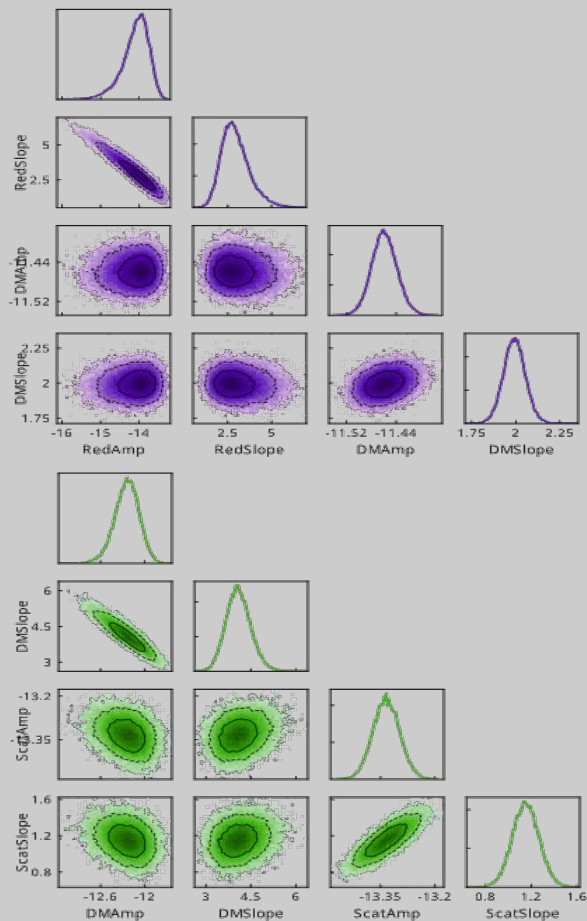 RedSlope
5
2.5
DMAmp
-11.44
-11.52
DMSlope
2.25
2
1.75
-16 -15 -14
2.5 5
-11.52 -11.44
1.75 2 2.25
RedAmp RedSlope DMAmp DMSlope
DMSlope
6
4.5
3
ScatAmp
-13.2
ScatSlope
1.6
1.2
0.8
-12.6 -12
3 4.5 6
-13.35 -13.2
0.8 1.2 1.6
DMAmp DMSlope ScatAmp ScatSlope